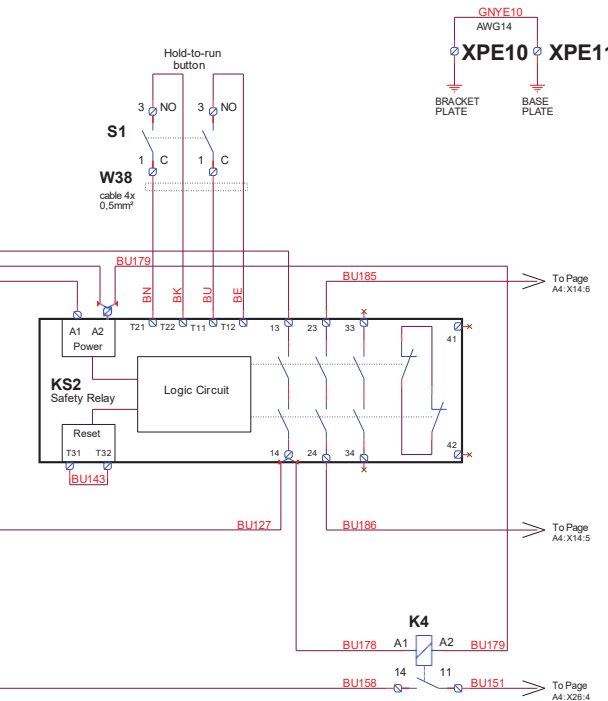 GNYE10
AWG14
XPE10
XPE11
BRACKET
PLATE
BASE
PLATE
Hold-to-run
button
3 NO
3 NO
S1
1 C
1 C
W38
cable 4x
0,5mm²
BU179
BN
BK
BU
BE
BU185
To Page
A4:X14:6
A1 A2
Power
T21 T22 T11 T12
13
23
33
41
KS2
Safety Relay
Logic Circuit
Reset
T31 T32
14
24
34
42
BU143
BU127
BU186
To Page
A4:X14:5
K4
BU178
A1
A2
BU179
14
11
BU158
BU151
To Page
A4:X26:4